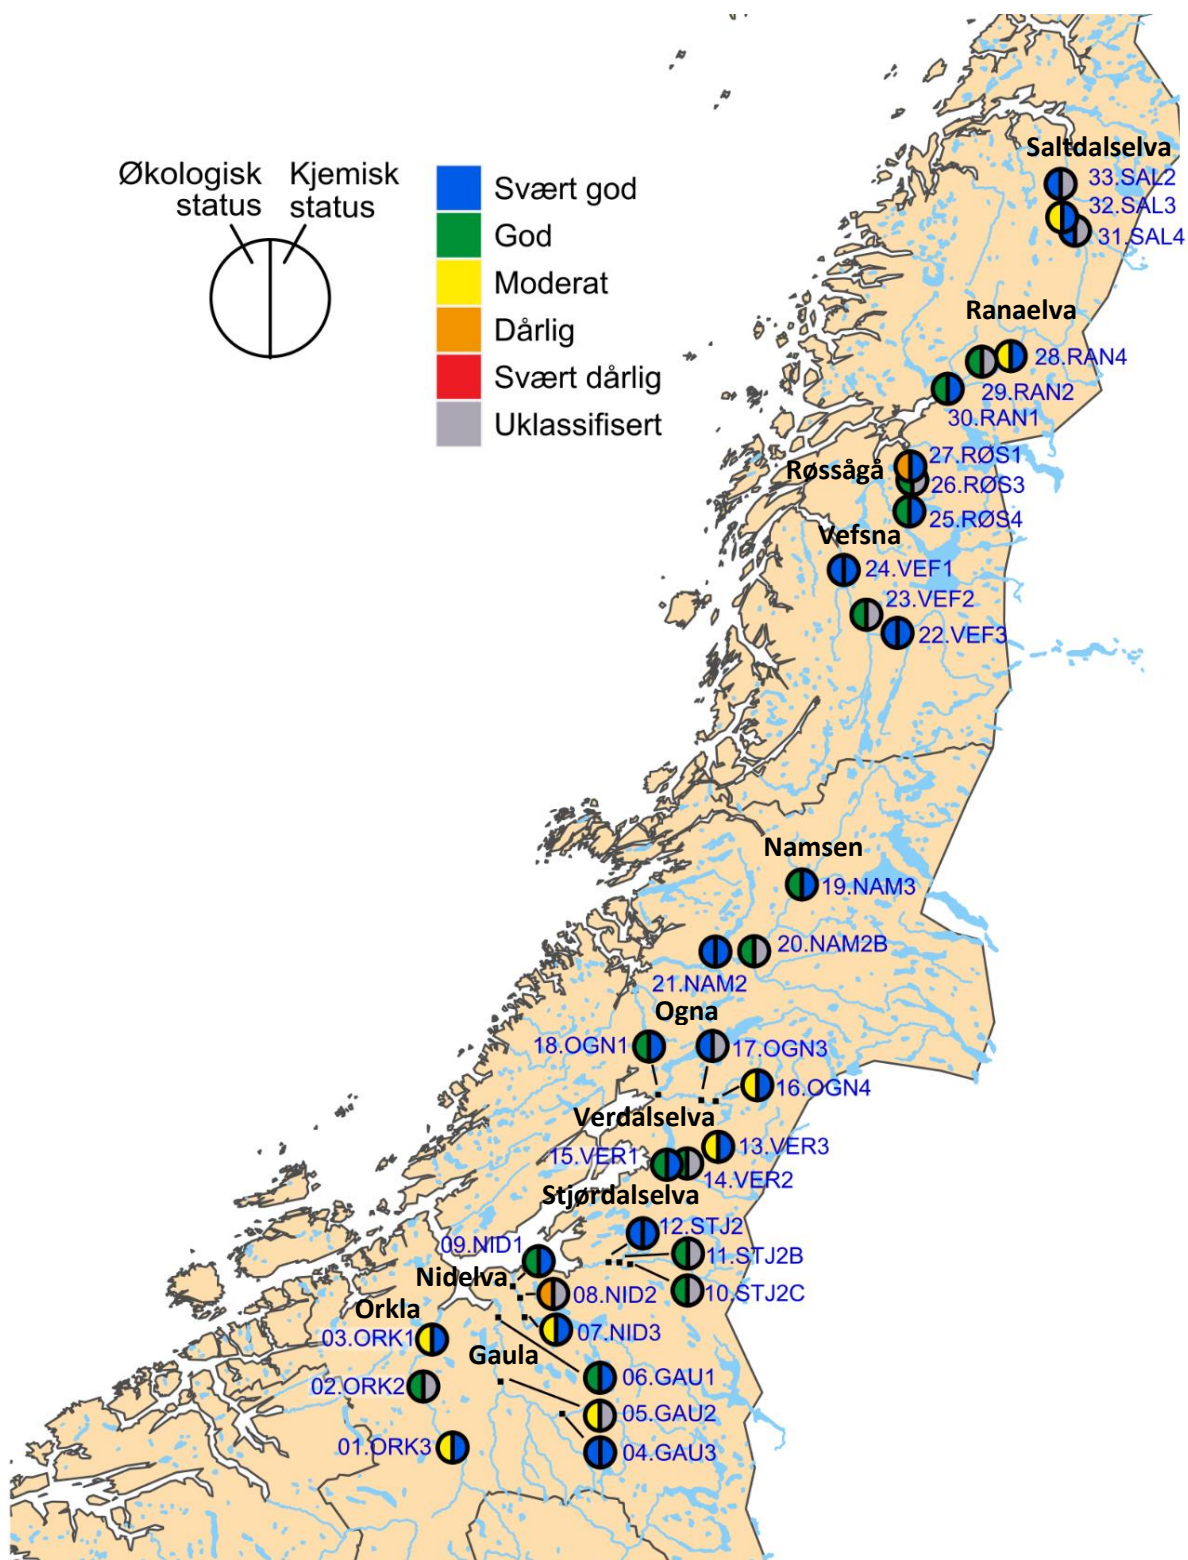 Økologisk status
Kjemisk status
Svært god
God
Moderat
Dårlig
Svært dårlig
Uklassifisert
Saltdalselva
33.SAL2
32.SAL3
31.SAL4
Ranaelva
28.RAN4
29.RAN2
30.RAN1
27.RØS1
Røssågå
26.RØS3
25.RØS4
Vefsna
24.VEF1
23.VEF2
22.VEF3
Namsen
19.NAM3
20.NAM2B
21.NAM2
Ogna
18.OGN1
17.OGN3
16.OGN4
Verdalselva
13.VER3
15.VER1
14.VER2
Stjørdalselva
12.STJ2
09.NID1
11.STJ2B
Nidelva
08.NID2
10.STJ2C
Orkla
03.ORK1
07.NID3
Gaula
06.GAU1
02.ORK2
05.GAU2
01.ORK3
04.GAU3